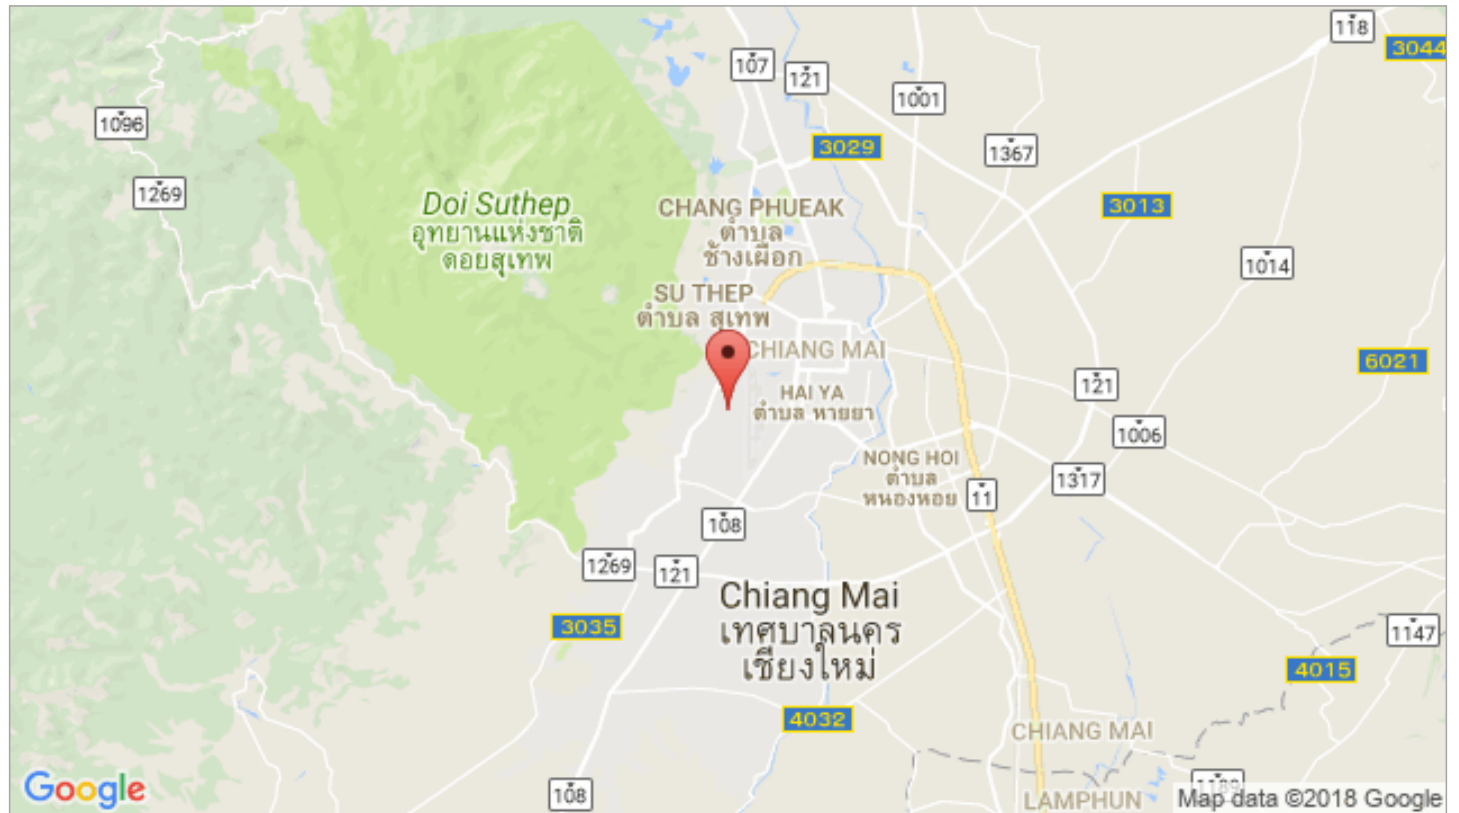 118
3044
107
121
1001
1096
3029
1367
1269
Doi Suthep
อุทยานแห่งชาติ
ดอยสุเทพ
CHANG PHUEAK
ตำบล
ช้างเผือก
3013
1014
SU THEP
ตำบล สุเทพ
CHIANG MAI
6021
HAI YA
ตำบล หายยา
121
1006
NONG HOI
ตำบล
หนองหอย
11
1317
108
1269
121
Chiang Mai
เทศบาลนคร
เชียงใหม่
3035
1147
4015
4032
CHIANG MAI
108
1189
LAMPHUN
Google
Map data ©2018 Google